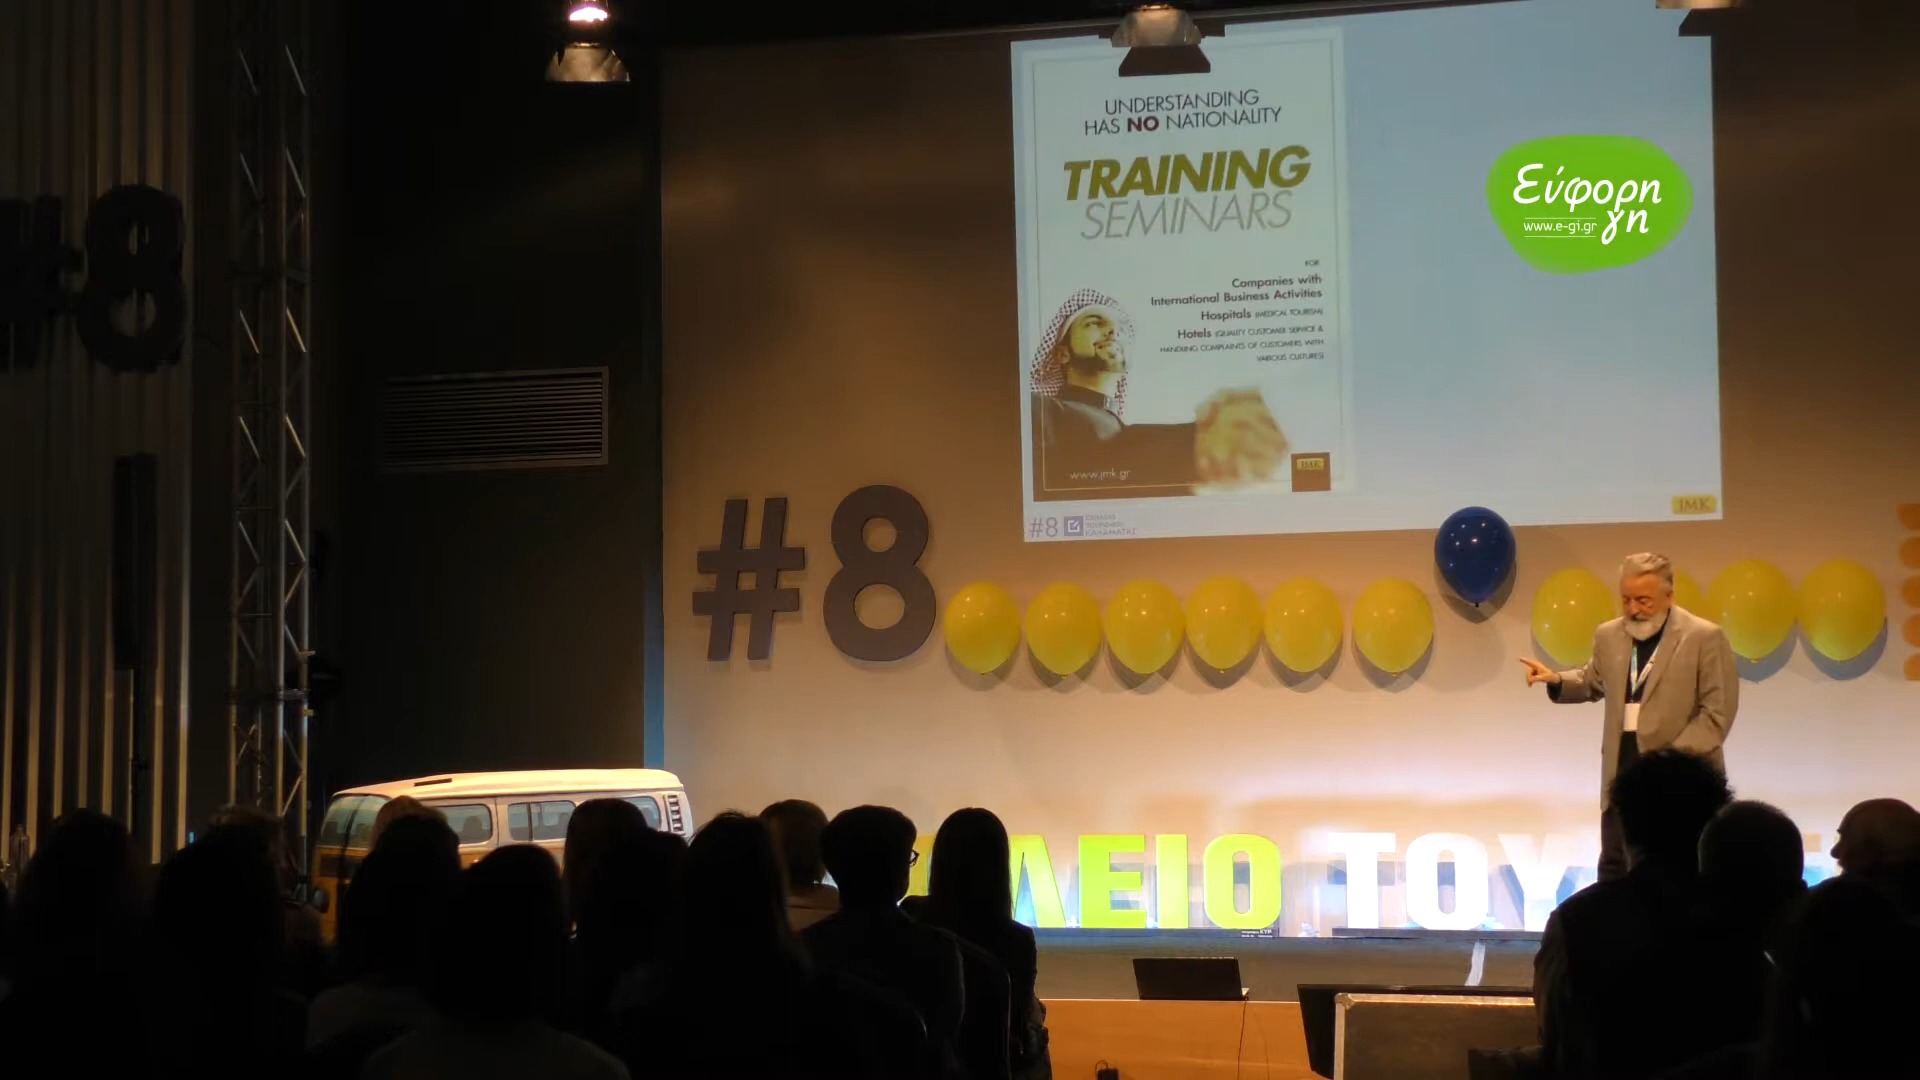 UNDERSTANDING
HAS NO NATIONALITY
TRAINING
SEMINARS
FOR
Companies with
International Business Activities
Hospitals (MEDICAL TOURISM)
Hotels (QUALITY CUSTOMER SERVICE &
HANDLING COMPLAINTS OF CUSTOMERS WITH
VARIOUS CULTURES)
www.jmk.gr
JMK
Εύφορη
γη
www.e-gi.gr
#8
ΚΑΛΑΜΑΤΑΣ
JMK
#8
#8
ΛΕΙΟ ΤΟΥ